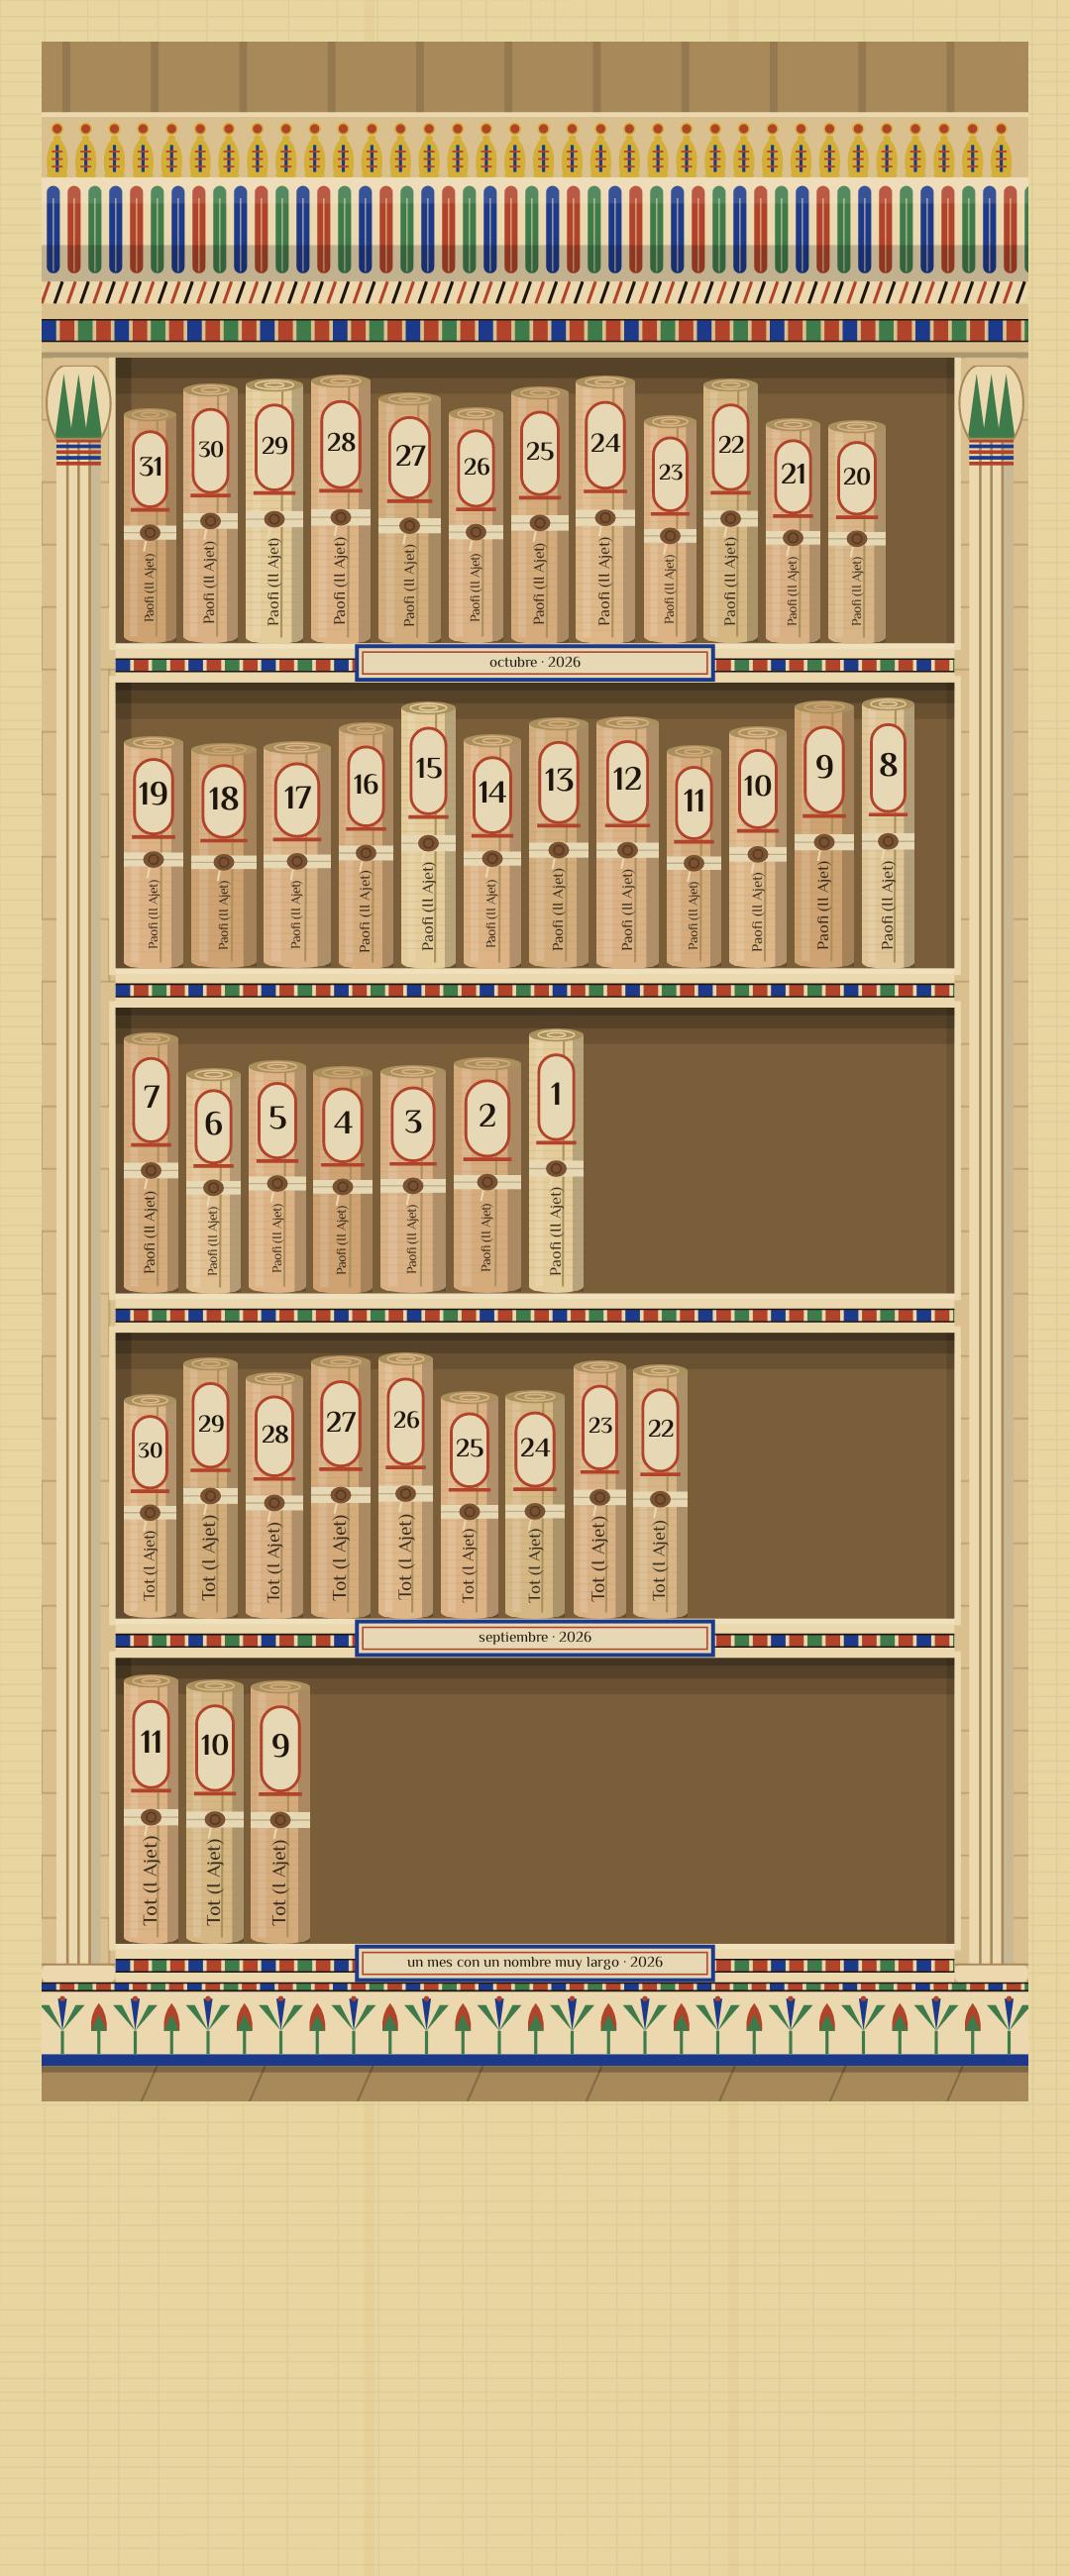 31
30
29
28
27
26
25
24
23
22
21
20
Paofi (II Ajet)
Paofi (II Ajet)
Paofi (II Ajet)
Paofi (II Ajet)
Paofi (II Ajet)
Paofi (II Ajet)
Paofi (II Ajet)
Paofi (II Ajet)
Paofi (II Ajet)
Paofi (II Ajet)
Paofi (II Ajet)
Paofi (II Ajet)
octubre · 2026
19
18
17
16
15
14
13
12
11
10
9
8
Paofi (II Ajet)
Paofi (II Ajet)
Paofi (II Ajet)
Paofi (II Ajet)
Paofi (II Ajet)
Paofi (II Ajet)
Paofi (II Ajet)
Paofi (II Ajet)
Paofi (II Ajet)
Paofi (II Ajet)
Paofi (II Ajet)
Paofi (II Ajet)
7
6
5
4
3
2
1
Paofi (II Ajet)
Paofi (II Ajet)
Paofi (II Ajet)
Paofi (II Ajet)
Paofi (II Ajet)
Paofi (II Ajet)
Paofi (II Ajet)
30
29
28
27
26
25
24
23
22
Tot (I Ajet)
Tot (I Ajet)
Tot (I Ajet)
Tot (I Ajet)
Tot (I Ajet)
Tot (I Ajet)
Tot (I Ajet)
Tot (I Ajet)
Tot (I Ajet)
septiembre · 2026
11
10
9
Tot (I Ajet)
Tot (I Ajet)
Tot (I Ajet)
un mes con un nombre muy largo · 2026